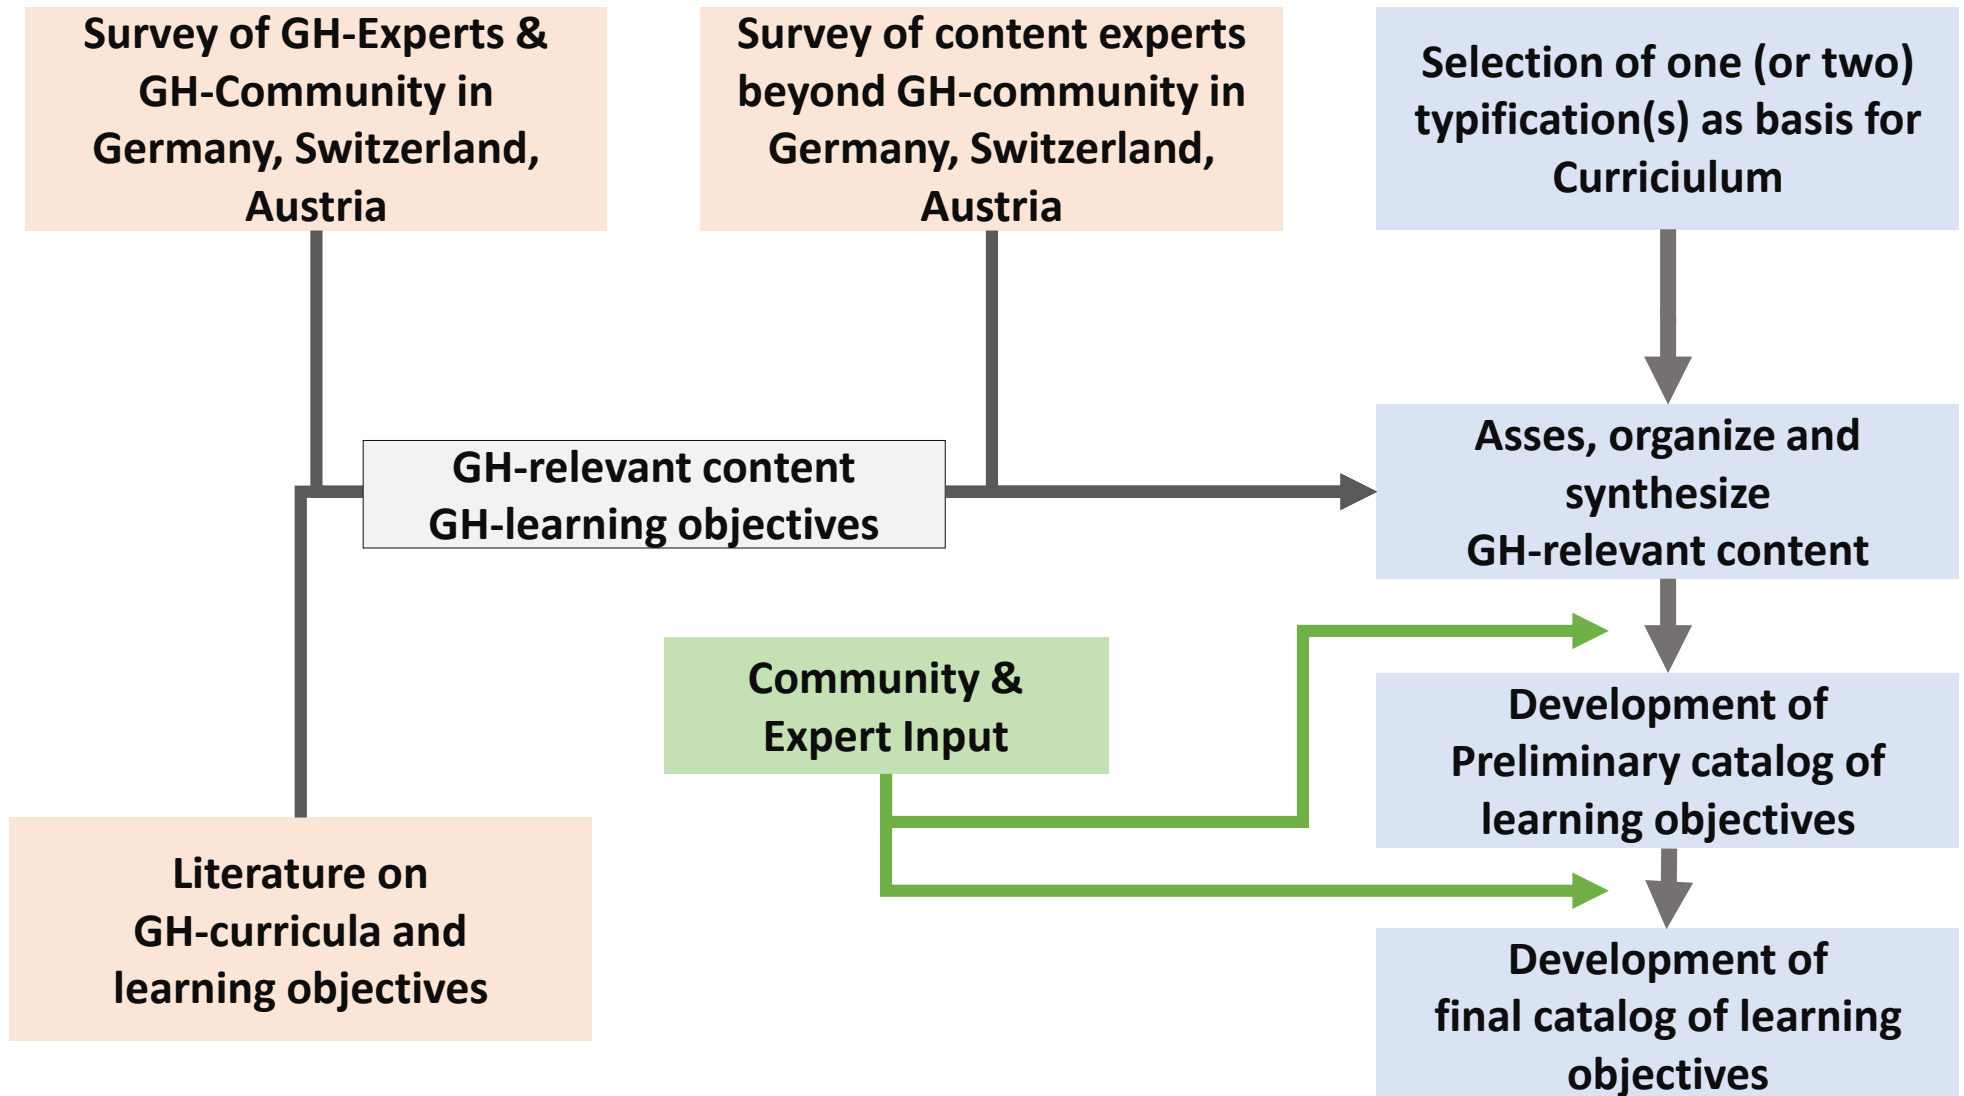 Survey of GH-Experts &
GH-Community in
Germany, Switzerland,
Austria
Survey of content experts
beyond GH-community in
Germany, Switzerland,
Austria
Selection of one (or two)
typification(s) as basis for
Curriciulum
GH-relevant content
GH-learning objectives
Asses, organize and
synthesize
GH-relevant content
Community &
Expert Input
Development of
Preliminary catalog of
learning objectives
Literature on
GH-curricula and
learning objectives
Development of
final catalog of learning
objectives